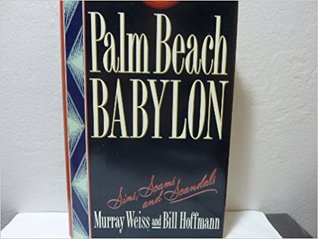 Palm Beach
BABYLON
Sins, Scams
and Scandals
Murray Weiss and Bill Hoffmann